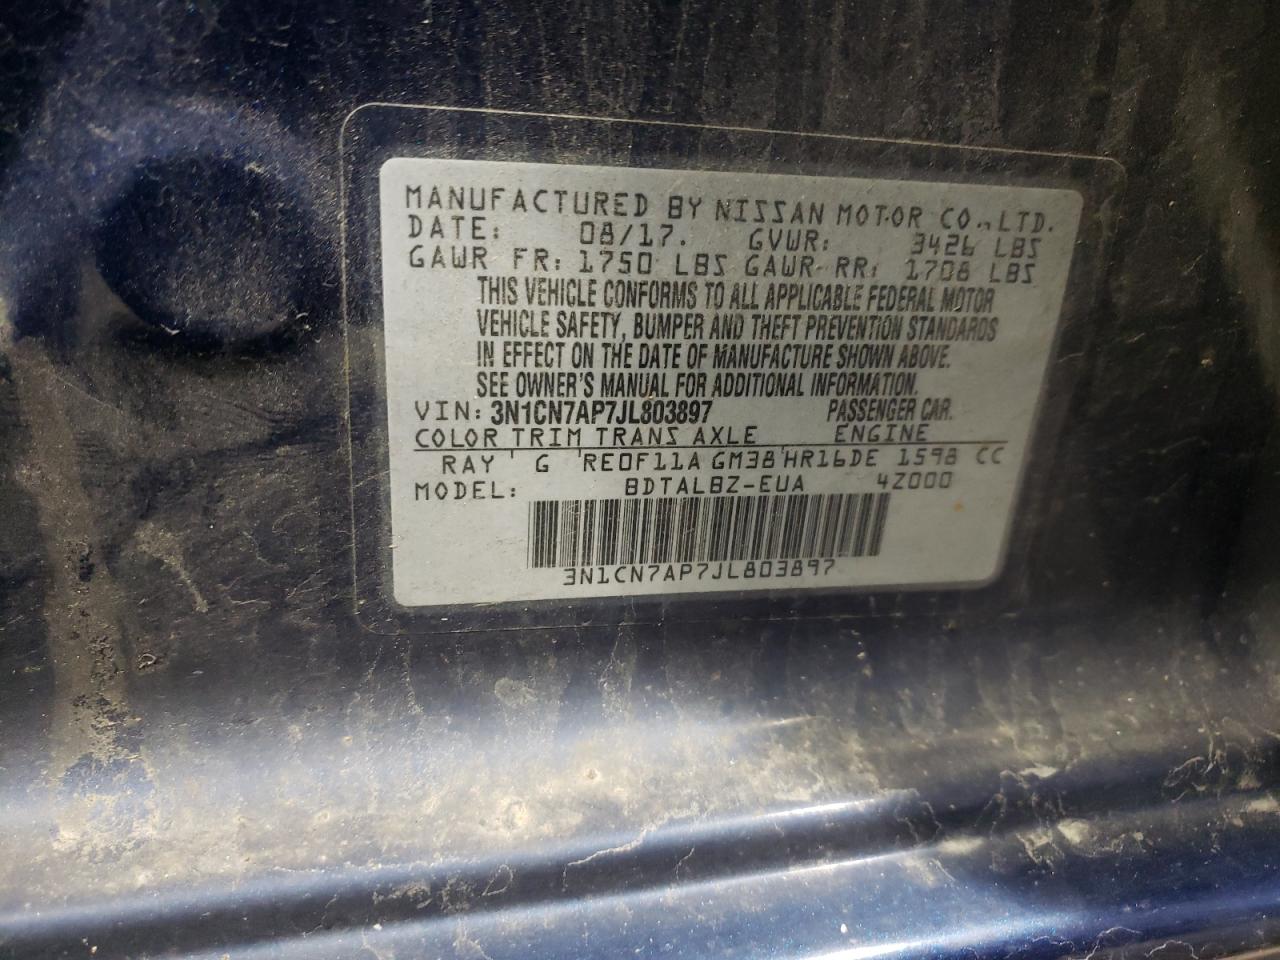 MANUFACTURED BY NISSAN MOTOR CO., LTD.
DATE: 08/17. GVWR: 3426 LBS
GAWR FR: 1750 LBS GAWR RR: 1708 LBS
THIS VEHICLE CONFORMS TO ALL APPLICABLE FEDERAL MOTOR
VEHICLE SAFETY, BUMPER AND THEFT PREVENTION STANDARDS
IN EFFECT ON THE DATE OF MANUFACTURE SHOWN ABOVE.
SEE OWNER'S MANUAL FOR ADDITIONAL INFORMATION.
VIN: 3N1CN7AP7JL803897 PASSENGER CAR.
COLOR TRIM TRANS AXLE ENGINE
RAY G RE0F11A GM38 HR16DE 1598 CC
MODEL: BDTALBZ-EUA 4Z000
3N1CN7AP7JL803897